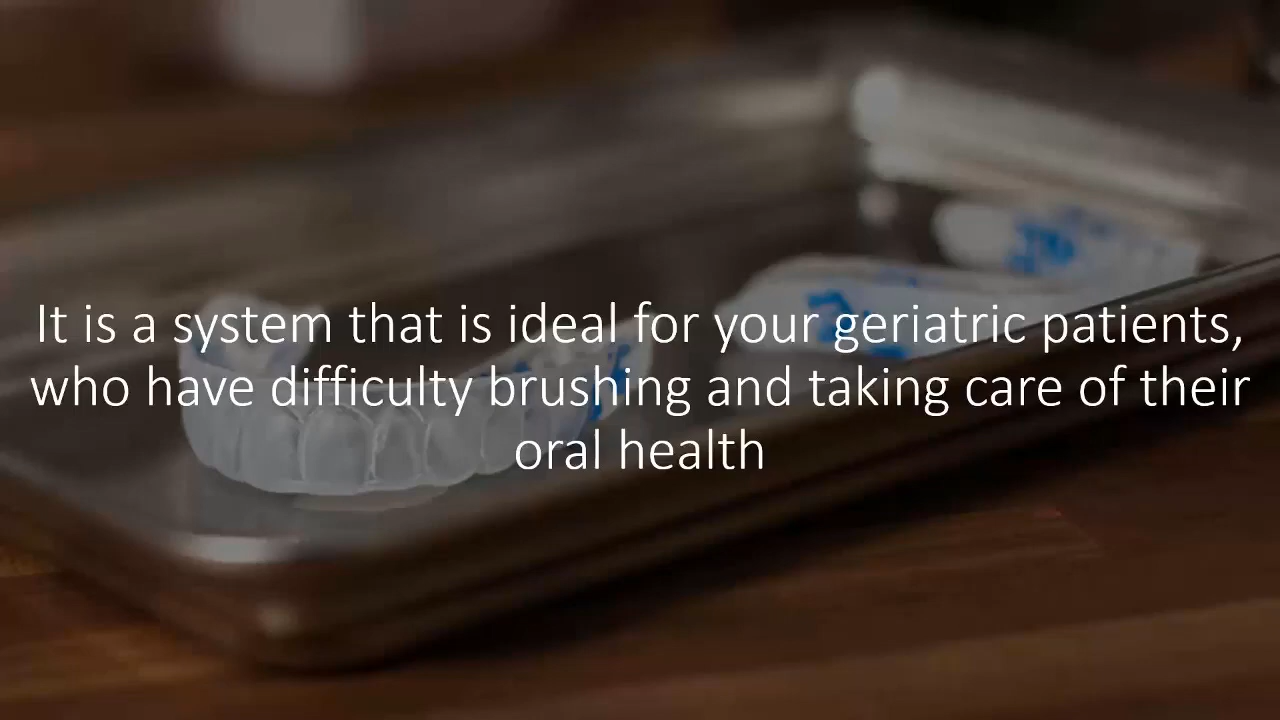 It is a system that is ideal for your geriatric patients,
who have difficulty brushing and taking care of their
oral health